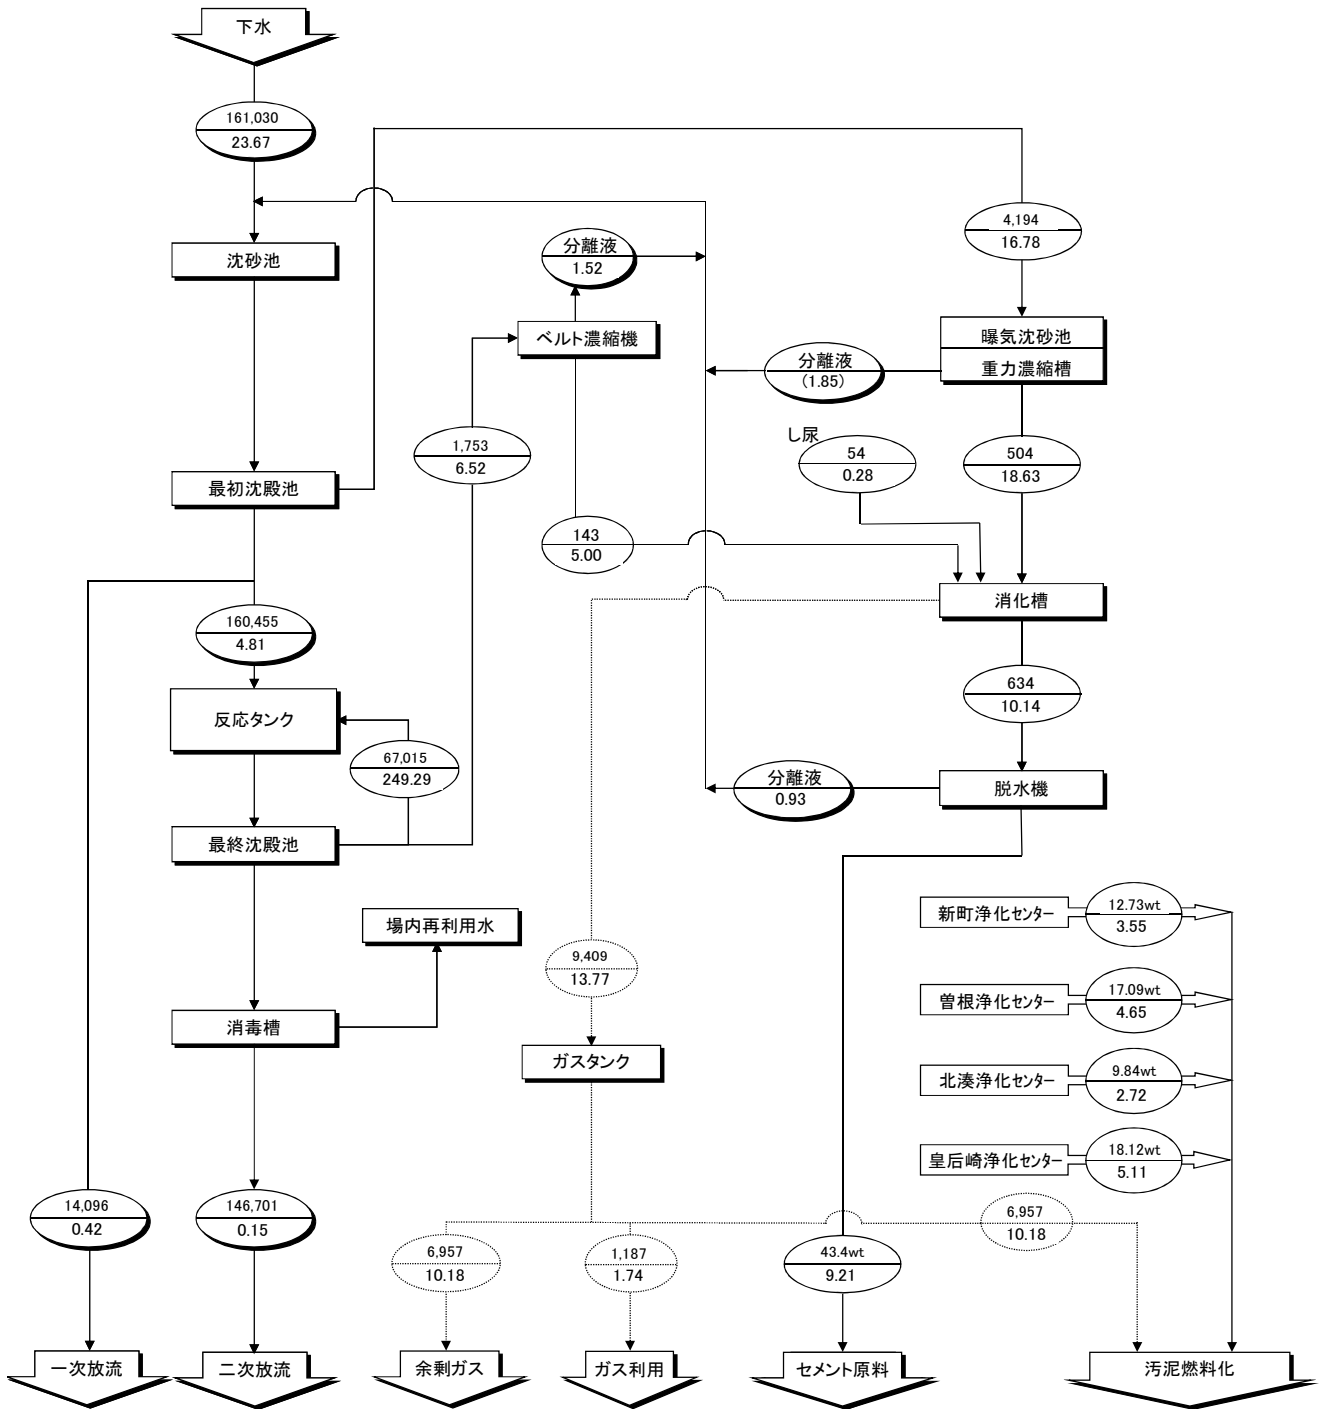 下水
161,030
23.67
4,194
16.78
沈砂池
分離液
1.52
ベルト濃縮機
曝気沈砂池
重力濃縮槽
分離液
(1.85)
し尿
54
0.28
504
18.63
1,753
6.52
最初沈殿池
143
5.00
消化槽
160,455
4.81
634
10.14
反応タンク
67,015
249.29
分離液
0.93
脱水機
最終沈殿池
場内再利用水
新町浄化センター
12.73wt
3.55
9,409
13.77
曽根浄化センター
17.09wt
4.65
消毒槽
ガスタンク
北湊浄化センター
9.84wt
2.72
皇后崎浄化センター
18.12wt
5.11
14,096
0.42
146,701
0.15
6,957
10.18
6,957
10.18
1,187
1.74
43.4wt
9.21
一次放流
二次放流
余剰ガス
ガス利用
セメント原料
汚泥燃料化